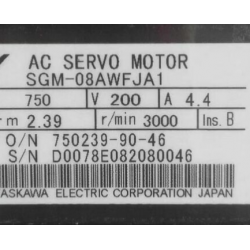 AC SERVO MOTOR
SGM-08AWFJA1
750 V 200 A 4.4
m 2.39 r/min 3000 Ins. B
O/N 750239-90-46
S/N D0078E082080046
ASKAWA ELECTRIC CORPORATION JAPAN